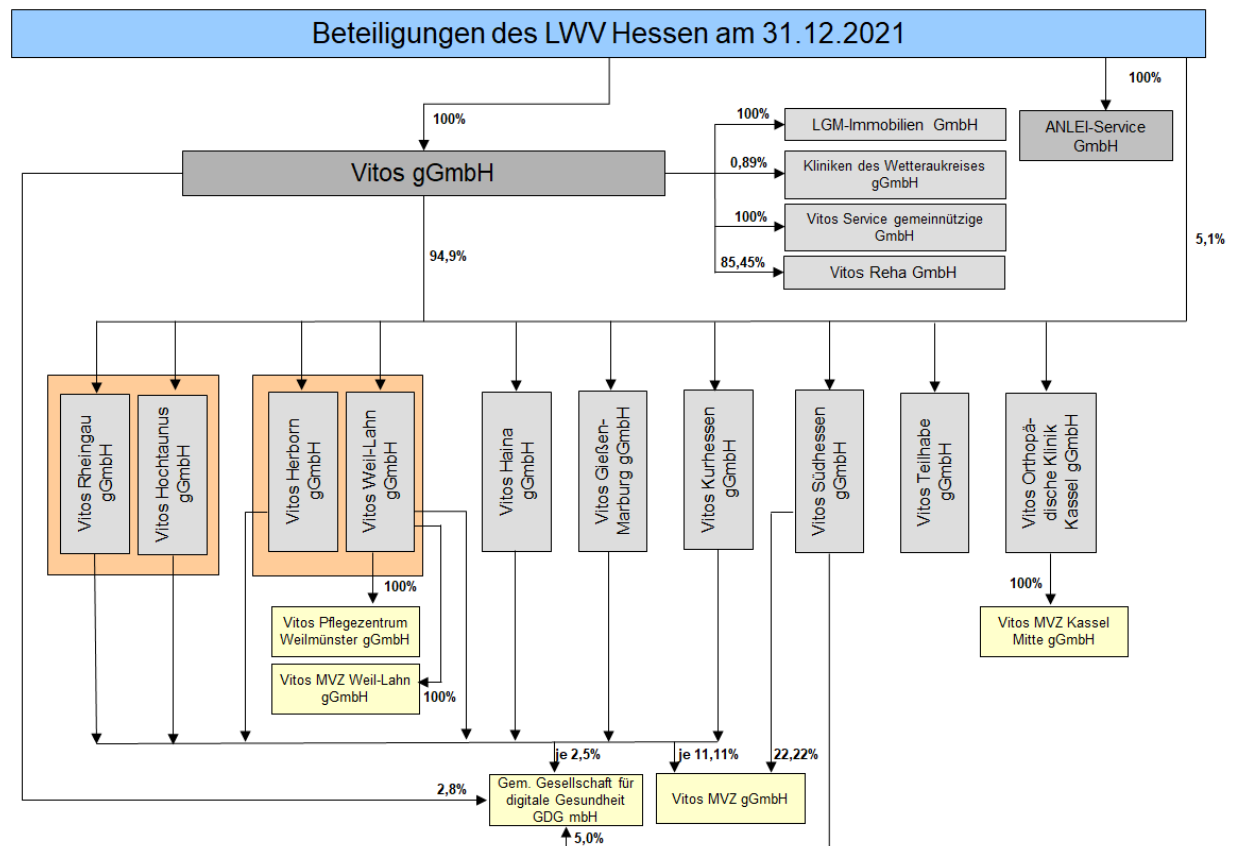 Beteiligungen des LWV Hessen am 31.12.2021
100%
100%
5,1%
ANLEI-Service
GmbH
Vitos gGmbH
100%
LGM-Immobilien GmbH
0,89%
Kliniken des Wetteraukreises
gGmbH
100%
Vitos Service gemeinnützige
GmbH
85,45%
Vitos Reha GmbH
94,9%
Vitos Rheingau
gGmbH
Vitos Hochtaunus
gGmbH
Vitos Herborn
gGmbH
Vitos Weil-Lahn
gGmbH
Vitos Haina
gGmbH
Vitos Gießen-
Marburg gGmbH
Vitos Kurhessen
gGmbH
Vitos Südhessen
gGmbH
Vitos Teilhabe
gGmbH
Vitos Orthopä-
dische Klinik
Kassel gGmbH
100%
Vitos Pflegezentrum
Weilmünster gGmbH
Vitos MVZ Weil-Lahn
gGmbH
100%
100%
Vitos MVZ Kassel
Mitte gGmbH
je 2,5%
je 11,11%
22,22%
2,8%
Gem. Gesellschaft für
digitale Gesundheit
GDG mbH
Vitos MVZ gGmbH
5,0%